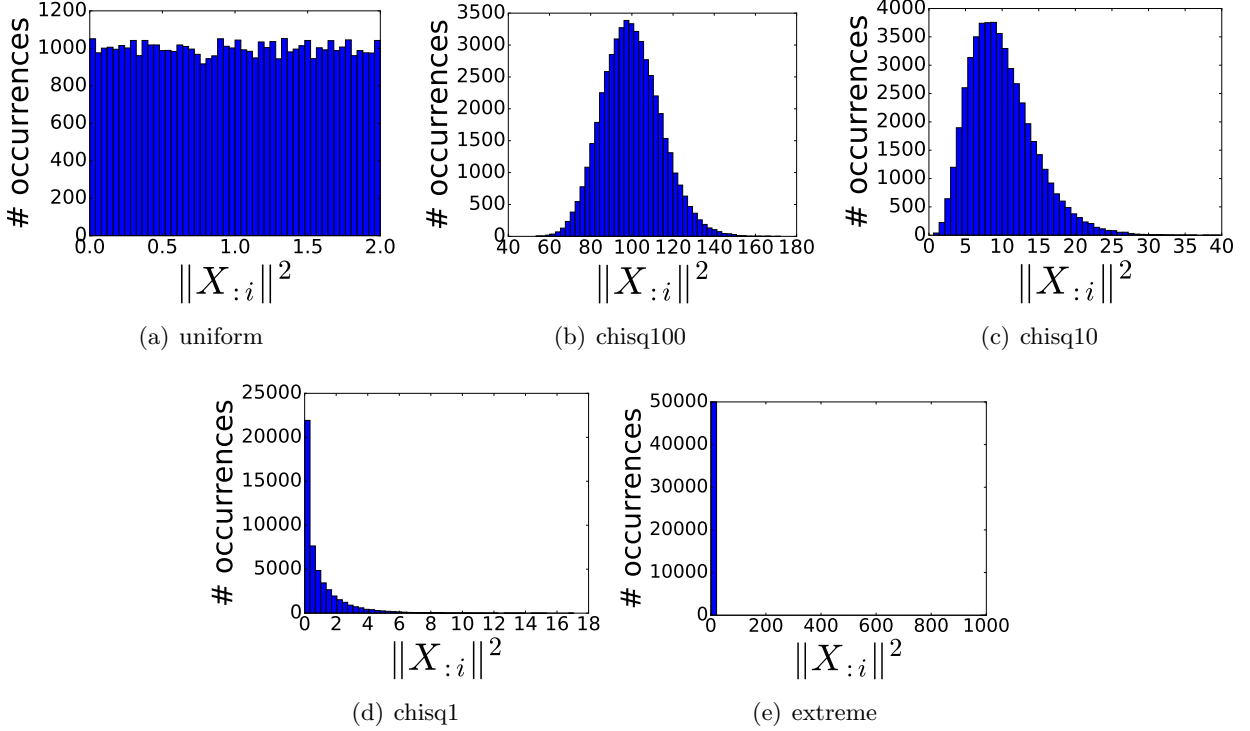 # occurrences
1200
1000
800
600
400
200
0
0.0 0.5 1.0 1.5 2.0
‖X:i‖²
(a) uniform
# occurrences
3500
3000
2500
2000
1500
1000
500
0
40 60 80 100 120 140 160 180
‖X:i‖²
(b) chisq100
# occurrences
4000
3500
3000
2500
2000
1500
1000
500
0
0 5 10 15 20 25 30 35 40
‖X:i‖²
(c) chisq10
# occurrences
25000
20000
15000
10000
5000
0
0 2 4 6 8 10 12 14 16 18
‖X:i‖²
(d) chisq1
# occurrences
50000
40000
30000
20000
10000
0
0 200 400 600 800 1000
‖X:i‖²
(e) extreme